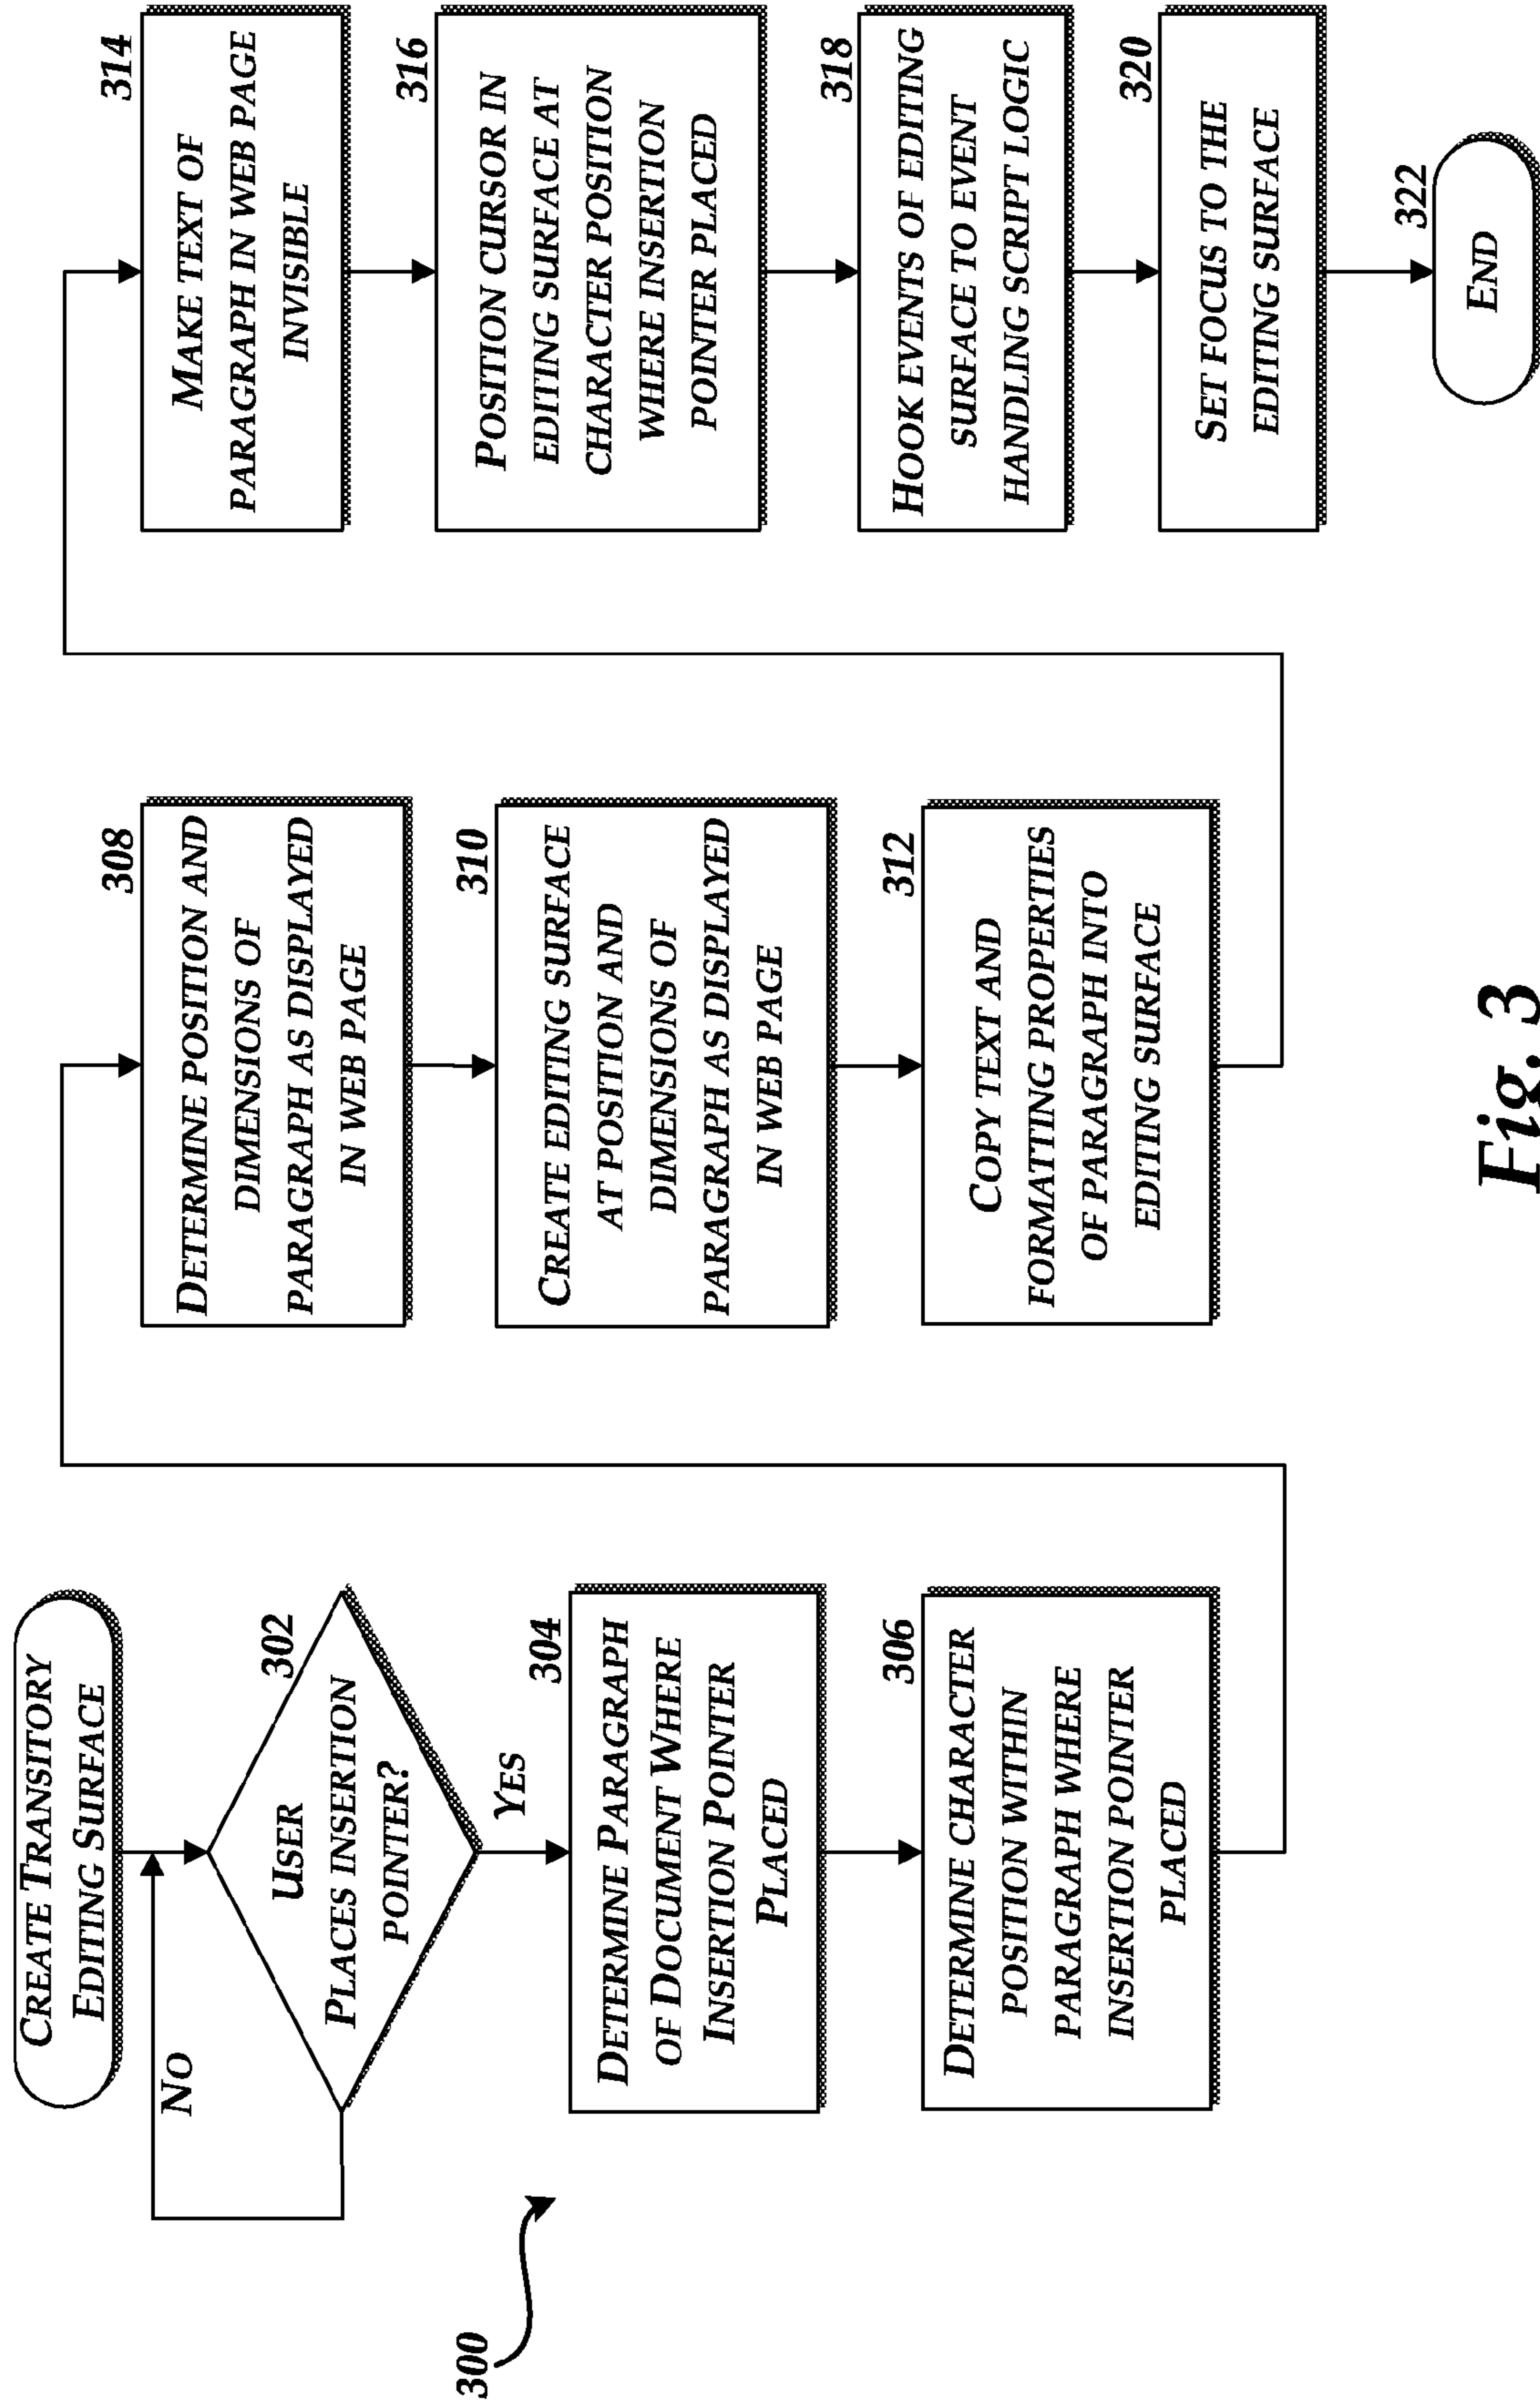 CREATE TRANSITORY
EDITING SURFACE
NO
302
USER
PLACES INSERTION
POINTER?
YES
304
DETERMINE PARAGRAPH
OF DOCUMENT WHERE
INSERTION POINTER
PLACED
306
DETERMINE CHARACTER
POSITION WITHIN
PARAGRAPH WHERE
INSERTION POINTER
PLACED
300
308
DETERMINE POSITION AND
DIMENSIONS OF
PARAGRAPH AS DISPLAYED
IN WEB PAGE
310
CREATE EDITING SURFACE
AT POSITION AND
DIMENSIONS OF
PARAGRAPH AS DISPLAYED
IN WEB PAGE
312
COPY TEXT AND
FORMATTING PROPERTIES
OF PARAGRAPH INTO
EDITING SURFACE
314
MAKE TEXT OF
PARAGRAPH IN WEB PAGE
INVISIBLE
316
POSITION CURSOR IN
EDITING SURFACE AT
CHARACTER POSITION
WHERE INSERTION
POINTER PLACED
318
HOOK EVENTS OF EDITING
SURFACE TO EVENT
HANDLING SCRIPT LOGIC
320
SET FOCUS TO THE
EDITING SURFACE
322
END
Fig. 3